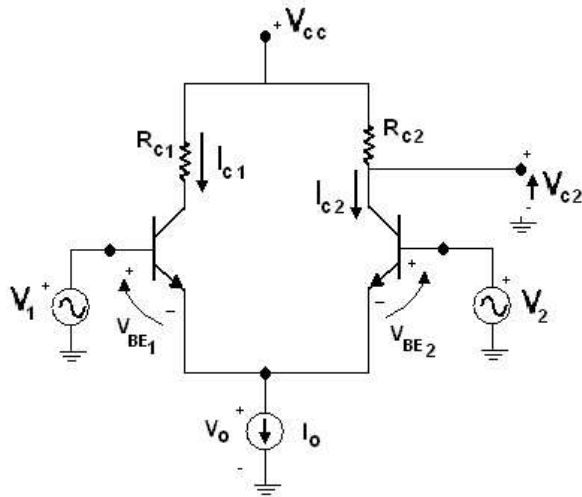 + Vcc
Rc1
Ic1
Rc2
Ic2
+
Vc2
-
V1 +
+
VBE1
−
+
VBE2
−
+
V2
+
Vo
-
Io